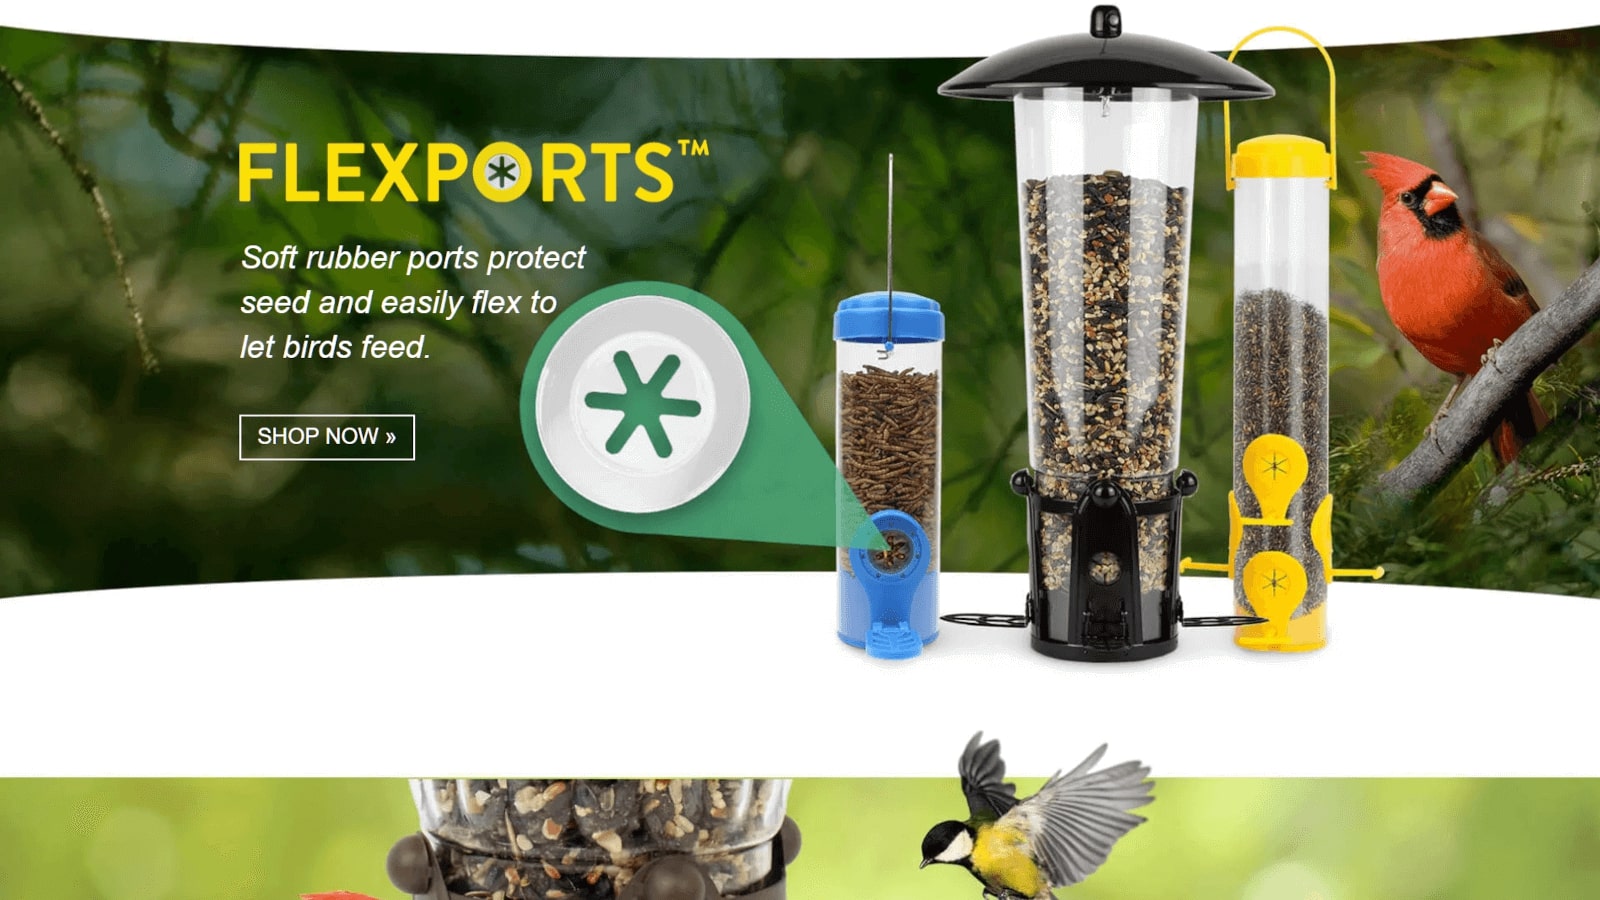 FLEXPORTS™
Soft rubber ports protect
seed and easily flex to
let birds feed.
SHOP NOW »